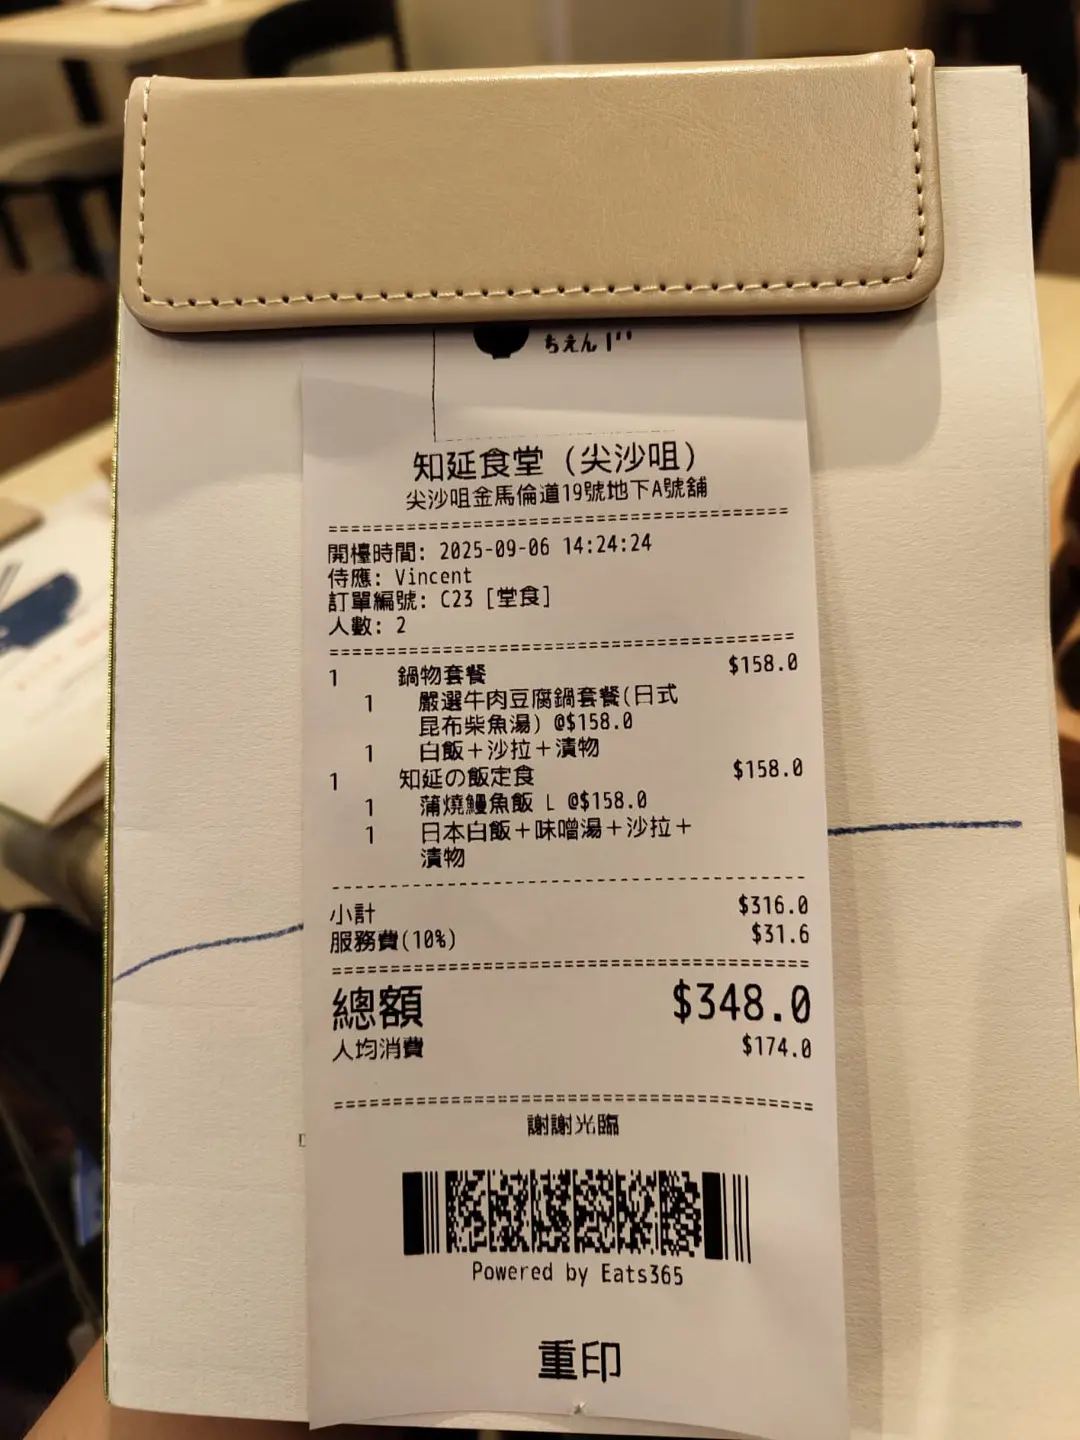 ちえん
知延食堂（尖沙咀）
尖沙咀金馬倫道19號地下A號舖
開檯時間: 2025-09-06 14:24:24
侍應: Vincent
訂單編號: C23 [堂食]
人數: 2
1 鍋物套餐 $158.0
1 嚴選牛肉豆腐鍋套餐(日式
昆布柴魚湯) @$158.0
1 白飯＋沙拉＋漬物
1 知延の飯定食 $158.0
1 蒲燒鰻魚飯 L @$158.0
1 日本白飯＋味噌湯＋沙拉＋
漬物
小計 $316.0
服務費(10%) $31.6
總額 $348.0
人均消費 $174.0
謝謝光臨
Powered by Eats365
重印